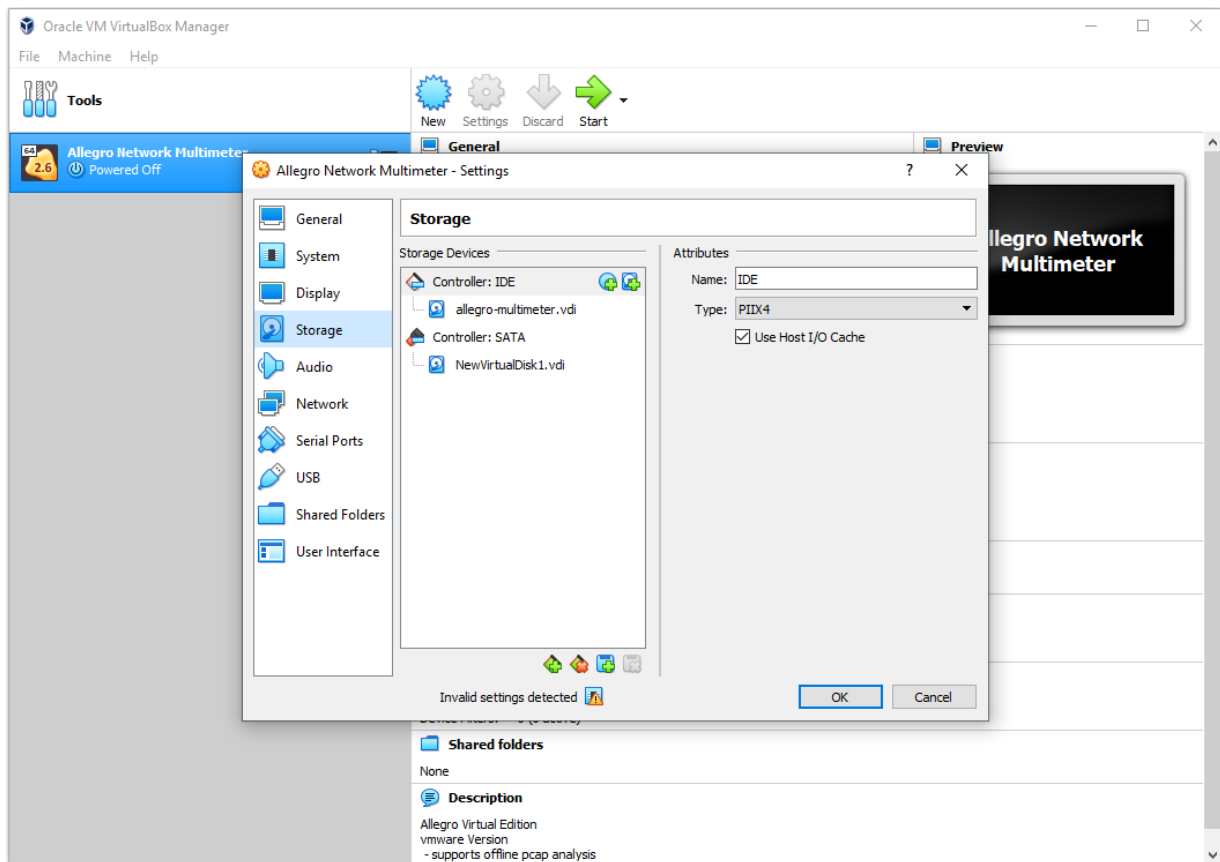 Oracle VM VirtualBox Manager
File Machine Help
Tools
New Settings Discard Start
64
2.6
Allegro Network Multimeter
Powered Off
General
Preview
llegro Network
Multimeter
Allegro Network Multimeter - Settings
?
General
System
Display
Storage
Audio
Network
Serial Ports
USB
Shared Folders
User Interface
Storage
Storage Devices
Controller: IDE
allegro-multimeter.vdi
Controller: SATA
NewVirtualDisk1.vdi
Attributes
Name: IDE
Type: PIIX4
Use Host I/O Cache
Invalid settings detected
OK Cancel
Shared folders
None
Description
Allegro Virtual Edition
vmware Version
- supports offline pcap analysis